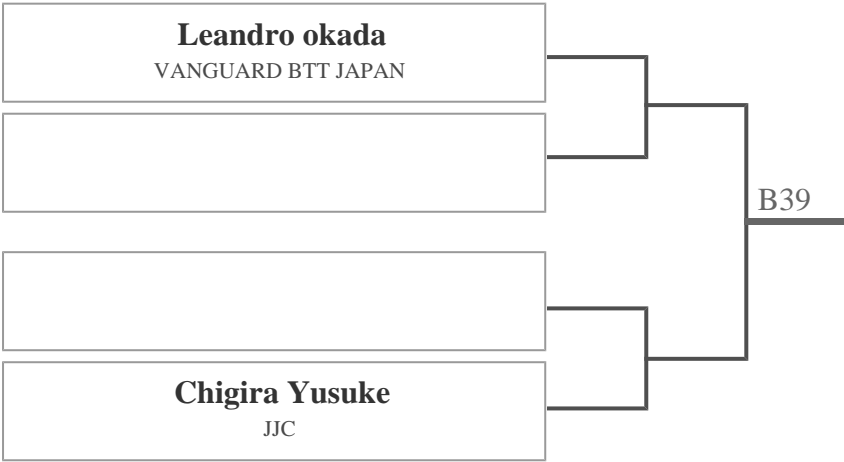 Leandro okada
VANGUARD BTT JAPAN
B39
Chigira Yusuke
JJC